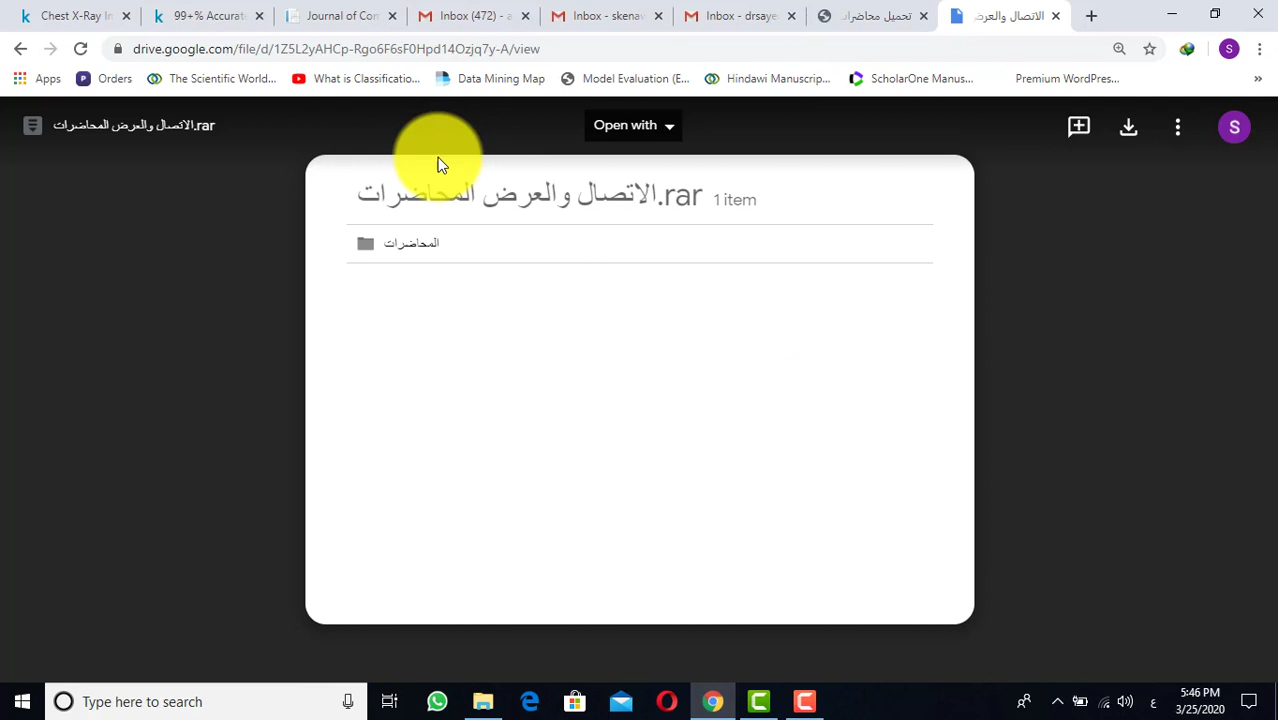 Chest X-Ray In
99+% Accurat
Journal of Con
Inbox (472) - a
Inbox - skenaw
Inbox - drsaye
تحميل محاضرات
الاتصال والعرض
drive.google.com/file/d/1Z5L2yAHCp-Rgo6F6sF0Hpd14Ozjq7y-A/view
S
Apps
Orders
The Scientific World...
What is Classificatio...
Data Mining Map
Model Evaluation (E...
Hindawi Manuscrip...
ScholarOne Manus...
Premium WordPres...
»
الاتصال والعرض المحاضرات.rar
Open with
S
الاتصال والعرض المحاضرات.rar 1 item
المحاضرات
Type here to search
ع
5:46 PM
3/25/2020